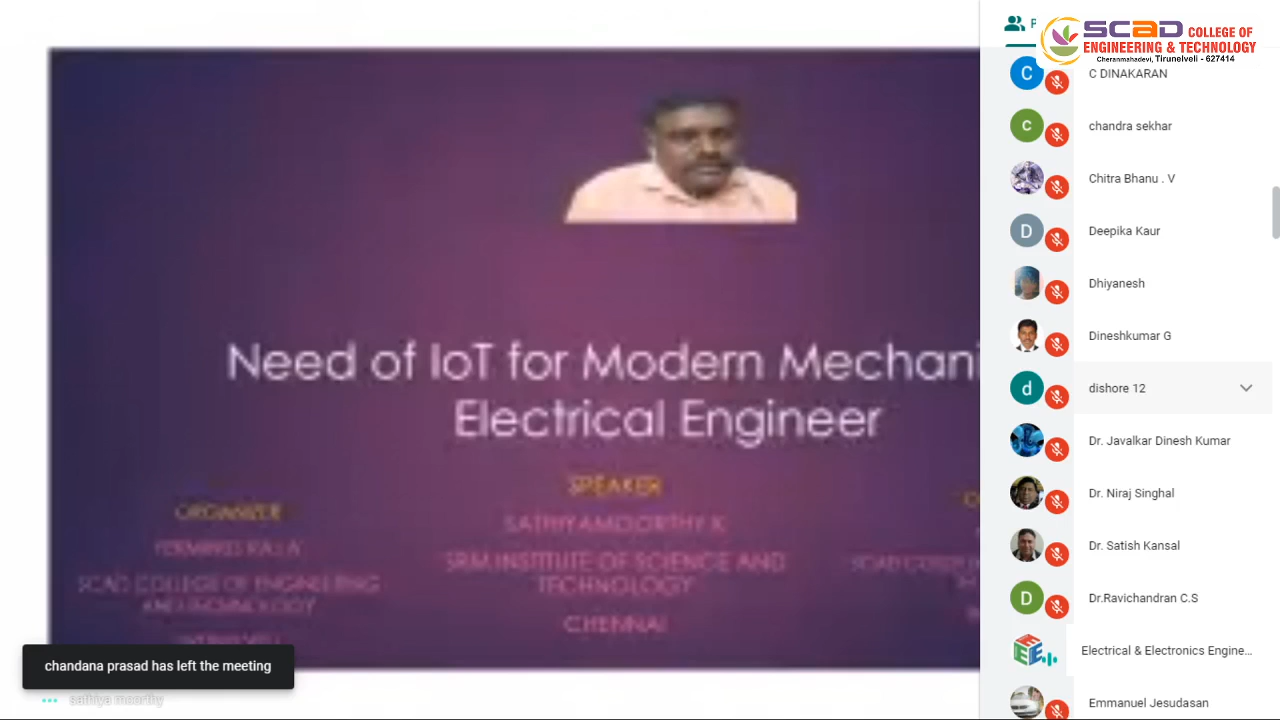 Need of IoT for Modern Mechani
Electrical Engineer
SPEAKER
SATHYAMOORTHY K
SRM INSTITUTE FOR SCIENCE AND
TECHNOLOGY
CHENNAI
ORGANIZER
SCAD COLLEGE OF ENGINEERING
AND TECHNOLOGY
chandana prasad has left the meeting
sathiya moorthy
SCAD COLLEGE OF
ENGINEERING & TECHNOLOGY
Cheranmahadevi, Tirunelveli - 627414
C
C DINAKARAN
c
chandra sekhar
Chitra Bhanu . V
D
Deepika Kaur
Dhiyanesh
Dineshkumar G
d
dishore 12
Dr. Javalkar Dinesh Kumar
Dr. Niraj Singhal
Dr. Satish Kansal
D
Dr.Ravichandran C.S
Electrical & Electronics Engine...
Emmanuel Jesudasan